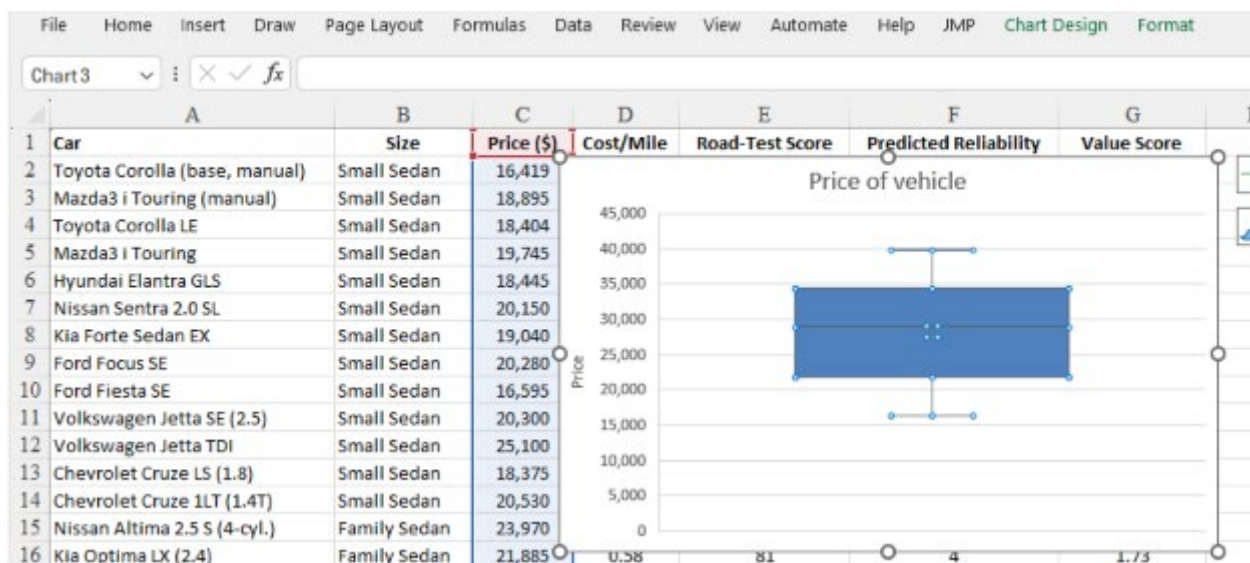 File Home Insert Draw Page Layout Formulas Data Review View Automate Help JMP Chart Design Format
Chart 3 fx
A B C D E F G
1 Car Size Price ($) Cost/Mile Road-Test Score Predicted Reliability Value Score
2 Toyota Corolla (base, manual) Small Sedan 16,419
3 Mazda3 i Touring (manual) Small Sedan 18,895
4 Toyota Corolla LE Small Sedan 18,404
5 Mazda3 i Touring Small Sedan 19,745
6 Hyundai Elantra GLS Small Sedan 18,445
7 Nissan Sentra 2.0 SL Small Sedan 20,150
8 Kia Forte Sedan EX Small Sedan 19,040
9 Ford Focus SE Small Sedan 20,280
10 Ford Fiesta SE Small Sedan 16,595
11 Volkswagen Jetta SE (2.5) Small Sedan 20,300
12 Volkswagen Jetta TDI Small Sedan 25,100
13 Chevrolet Cruze LS (1.8) Small Sedan 18,375
14 Chevrolet Cruze 1LT (1.4T) Small Sedan 20,530
15 Nissan Altima 2.5 S (4-cyl.) Family Sedan 23,970
16 Kia Optima LX (2.4) Family Sedan 21,885 0.58 81 4 1.73
Price of vehicle
45,000
40,000
35,000
30,000
25,000
20,000
15,000
10,000
5,000
0
Price